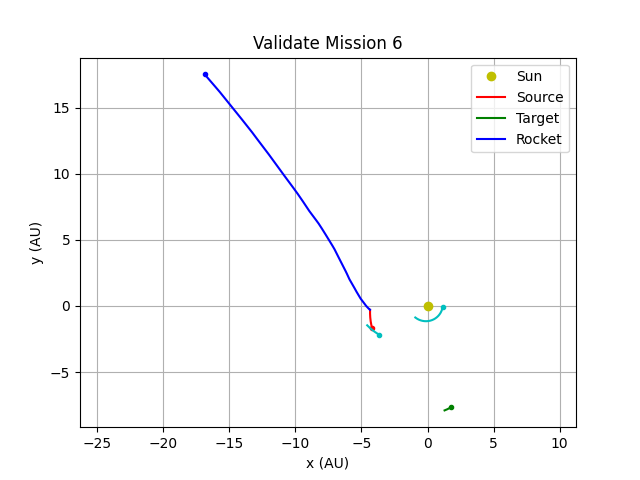 Validate Mission 6
Sun
Source
Target
Rocket
15
10
5
0
−5
y (AU)
−25 −20 −15 −10 −5 0 5 10
x (AU)